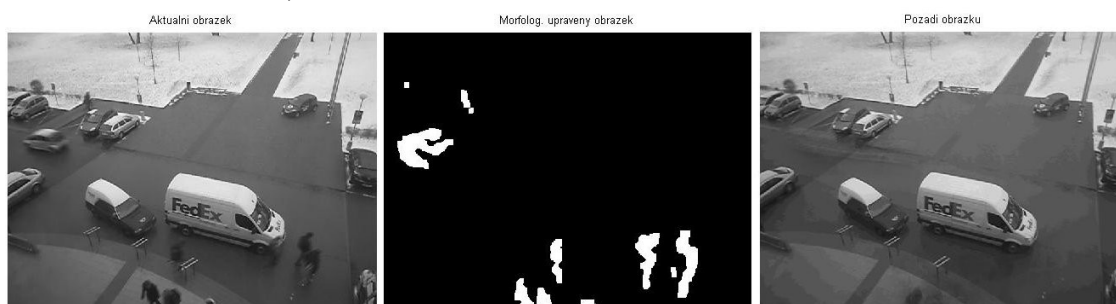 Aktualni obrazek
Morfolog. upraveny obrazek
Pozadi obrazku
FedEx
FedEx